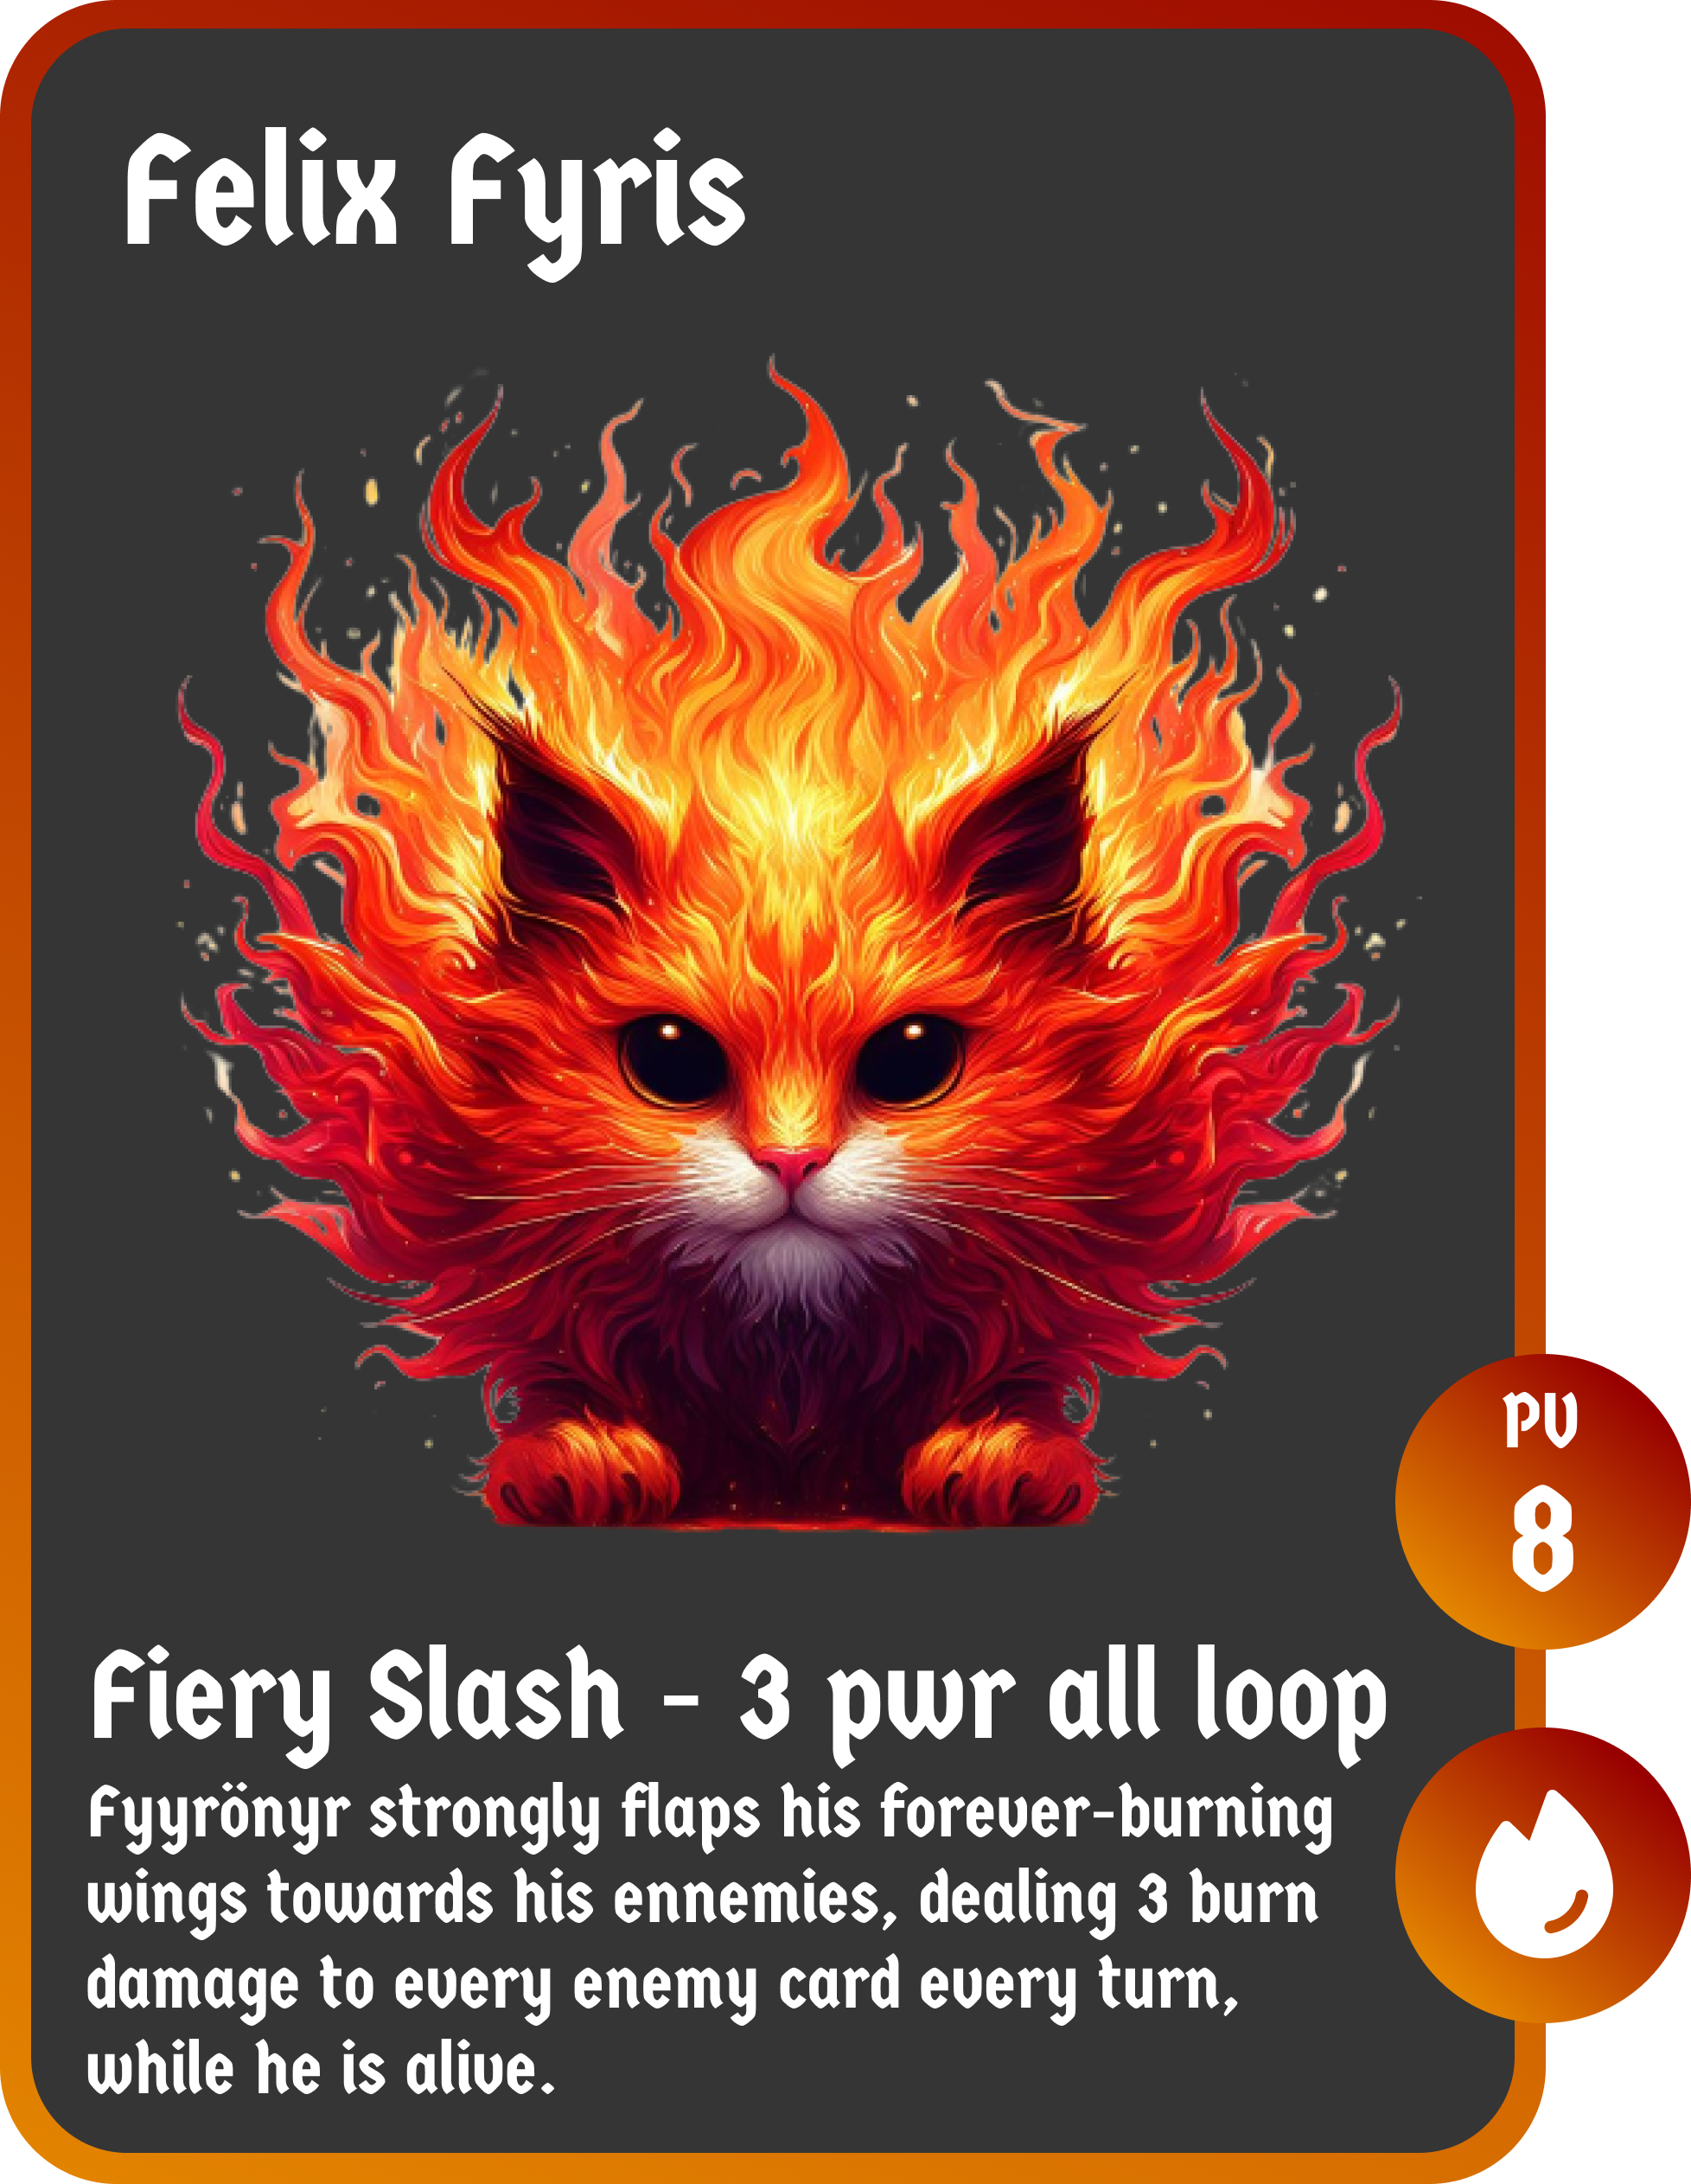 Felix Fyris
PV
8
Fiery Slash - 3 pwr all loop
Fyyrönyr strongly flaps his forever-burning
wings towards his ennemies, dealing 3 burn
damage to every enemy card every turn,
while he is alive.